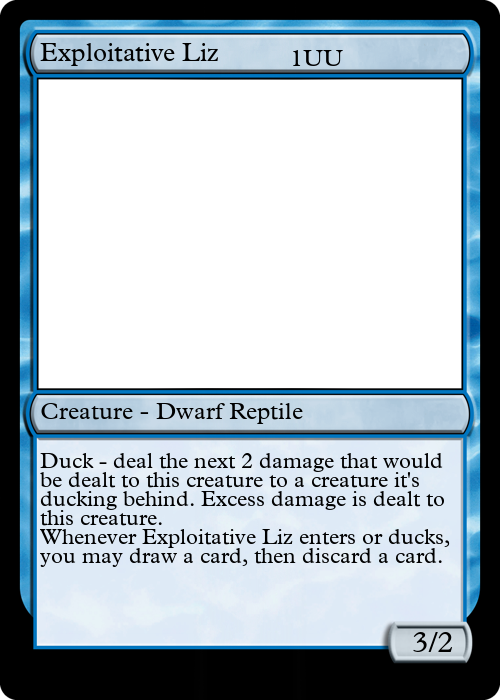 Exploitative Liz 1UU
Creature - Dwarf Reptile
Duck - deal the next 2 damage that would
be dealt to this creature to a creature it's
ducking behind. Excess damage is dealt to
this creature.
Whenever Exploitative Liz enters or ducks,
you may draw a card, then discard a card.
3/2